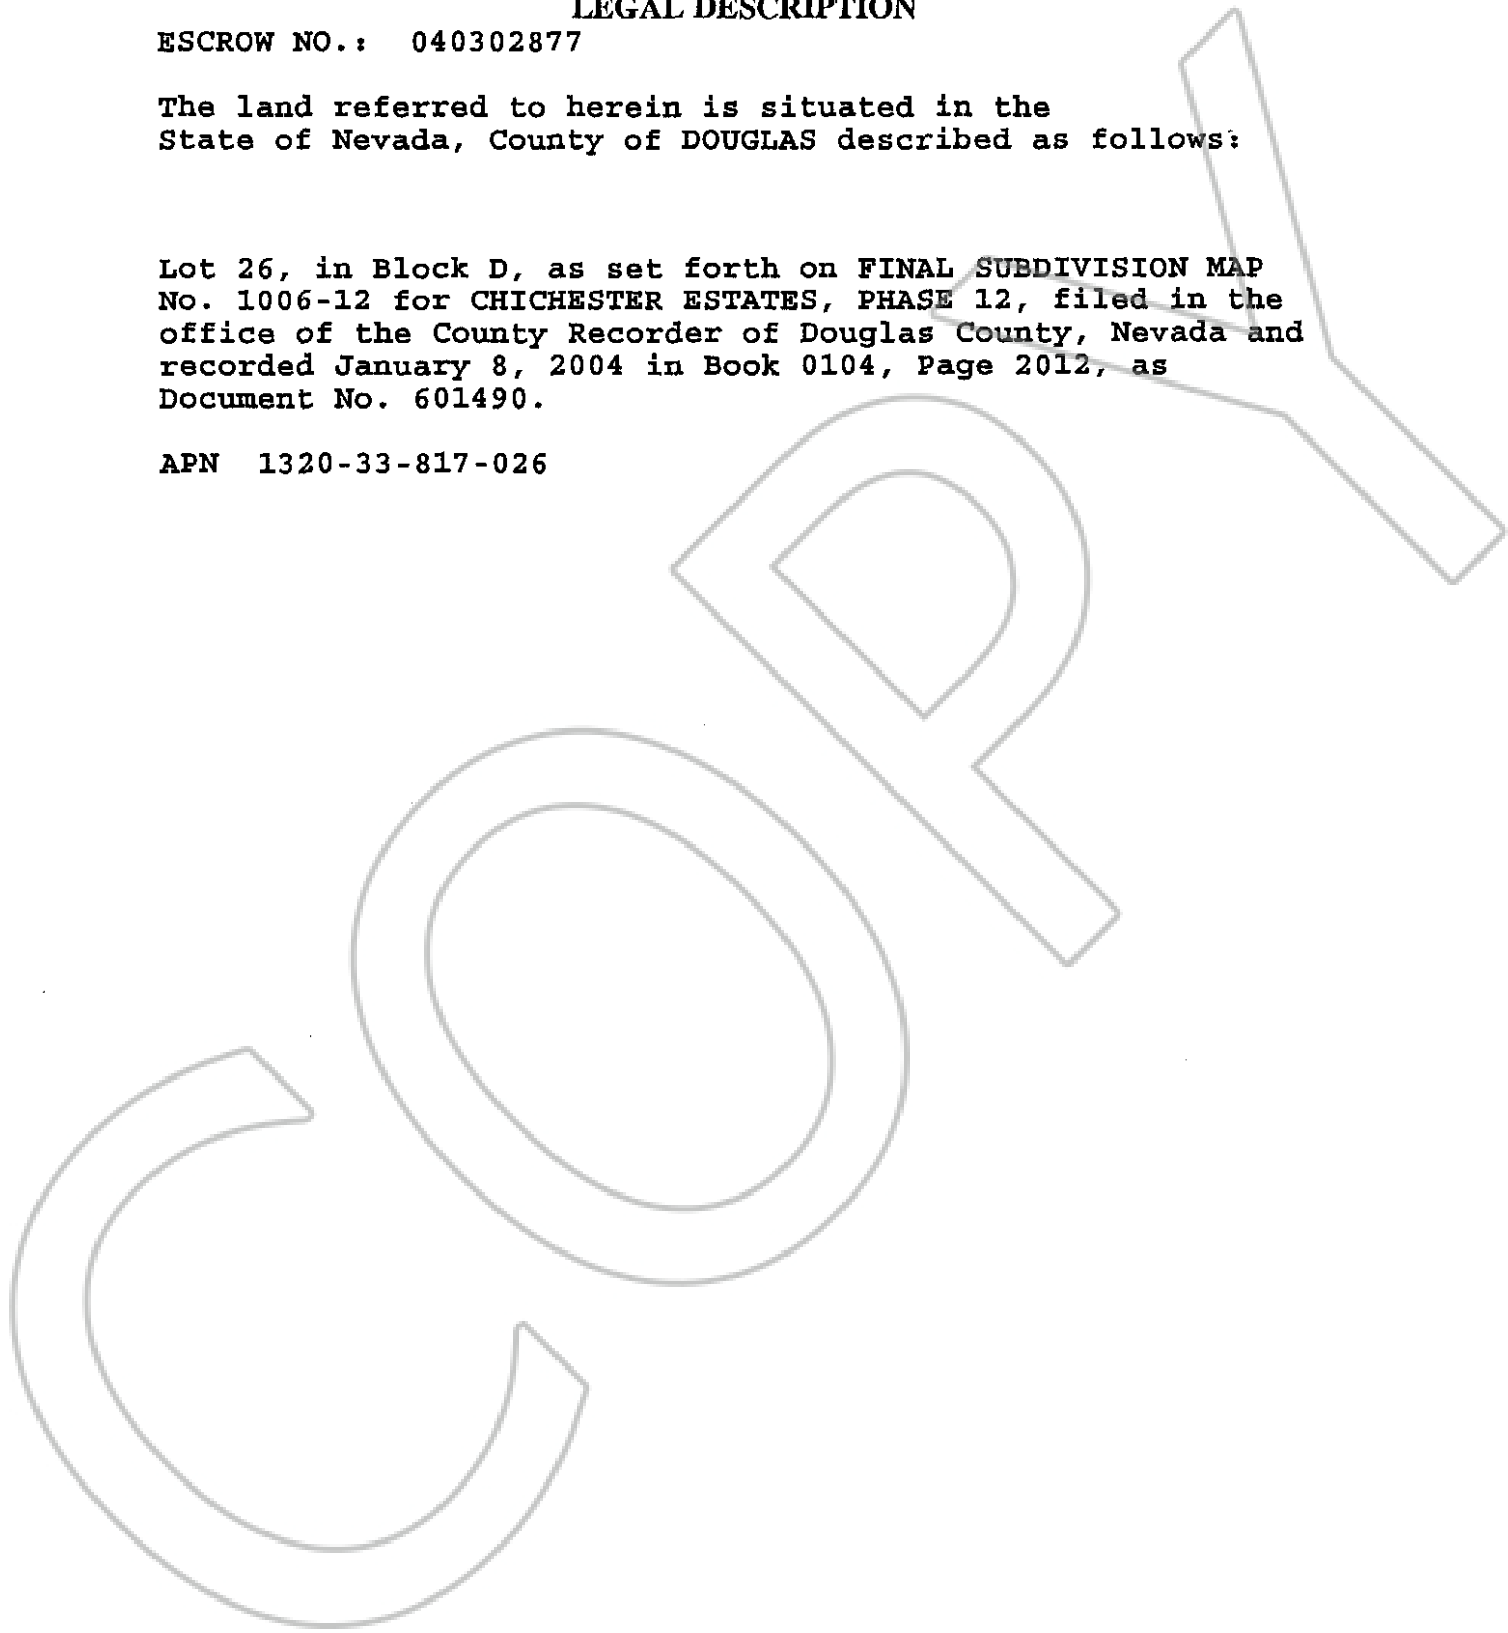 LEGAL DESCRIPTION
ESCROW NO.: 040302877
The land referred to herein is situated in the
State of Nevada, County of DOUGLAS described as follows:
Lot 26, in Block D, as set forth on FINAL SUBDIVISION MAP
No. 1006-12 for CHICHESTER ESTATES, PHASE 12, filed in the
office of the County Recorder of Douglas County, Nevada and
recorded January 8, 2004 in Book 0104, Page 2012, as
Document No. 601490.
APN 1320-33-817-026
COPY